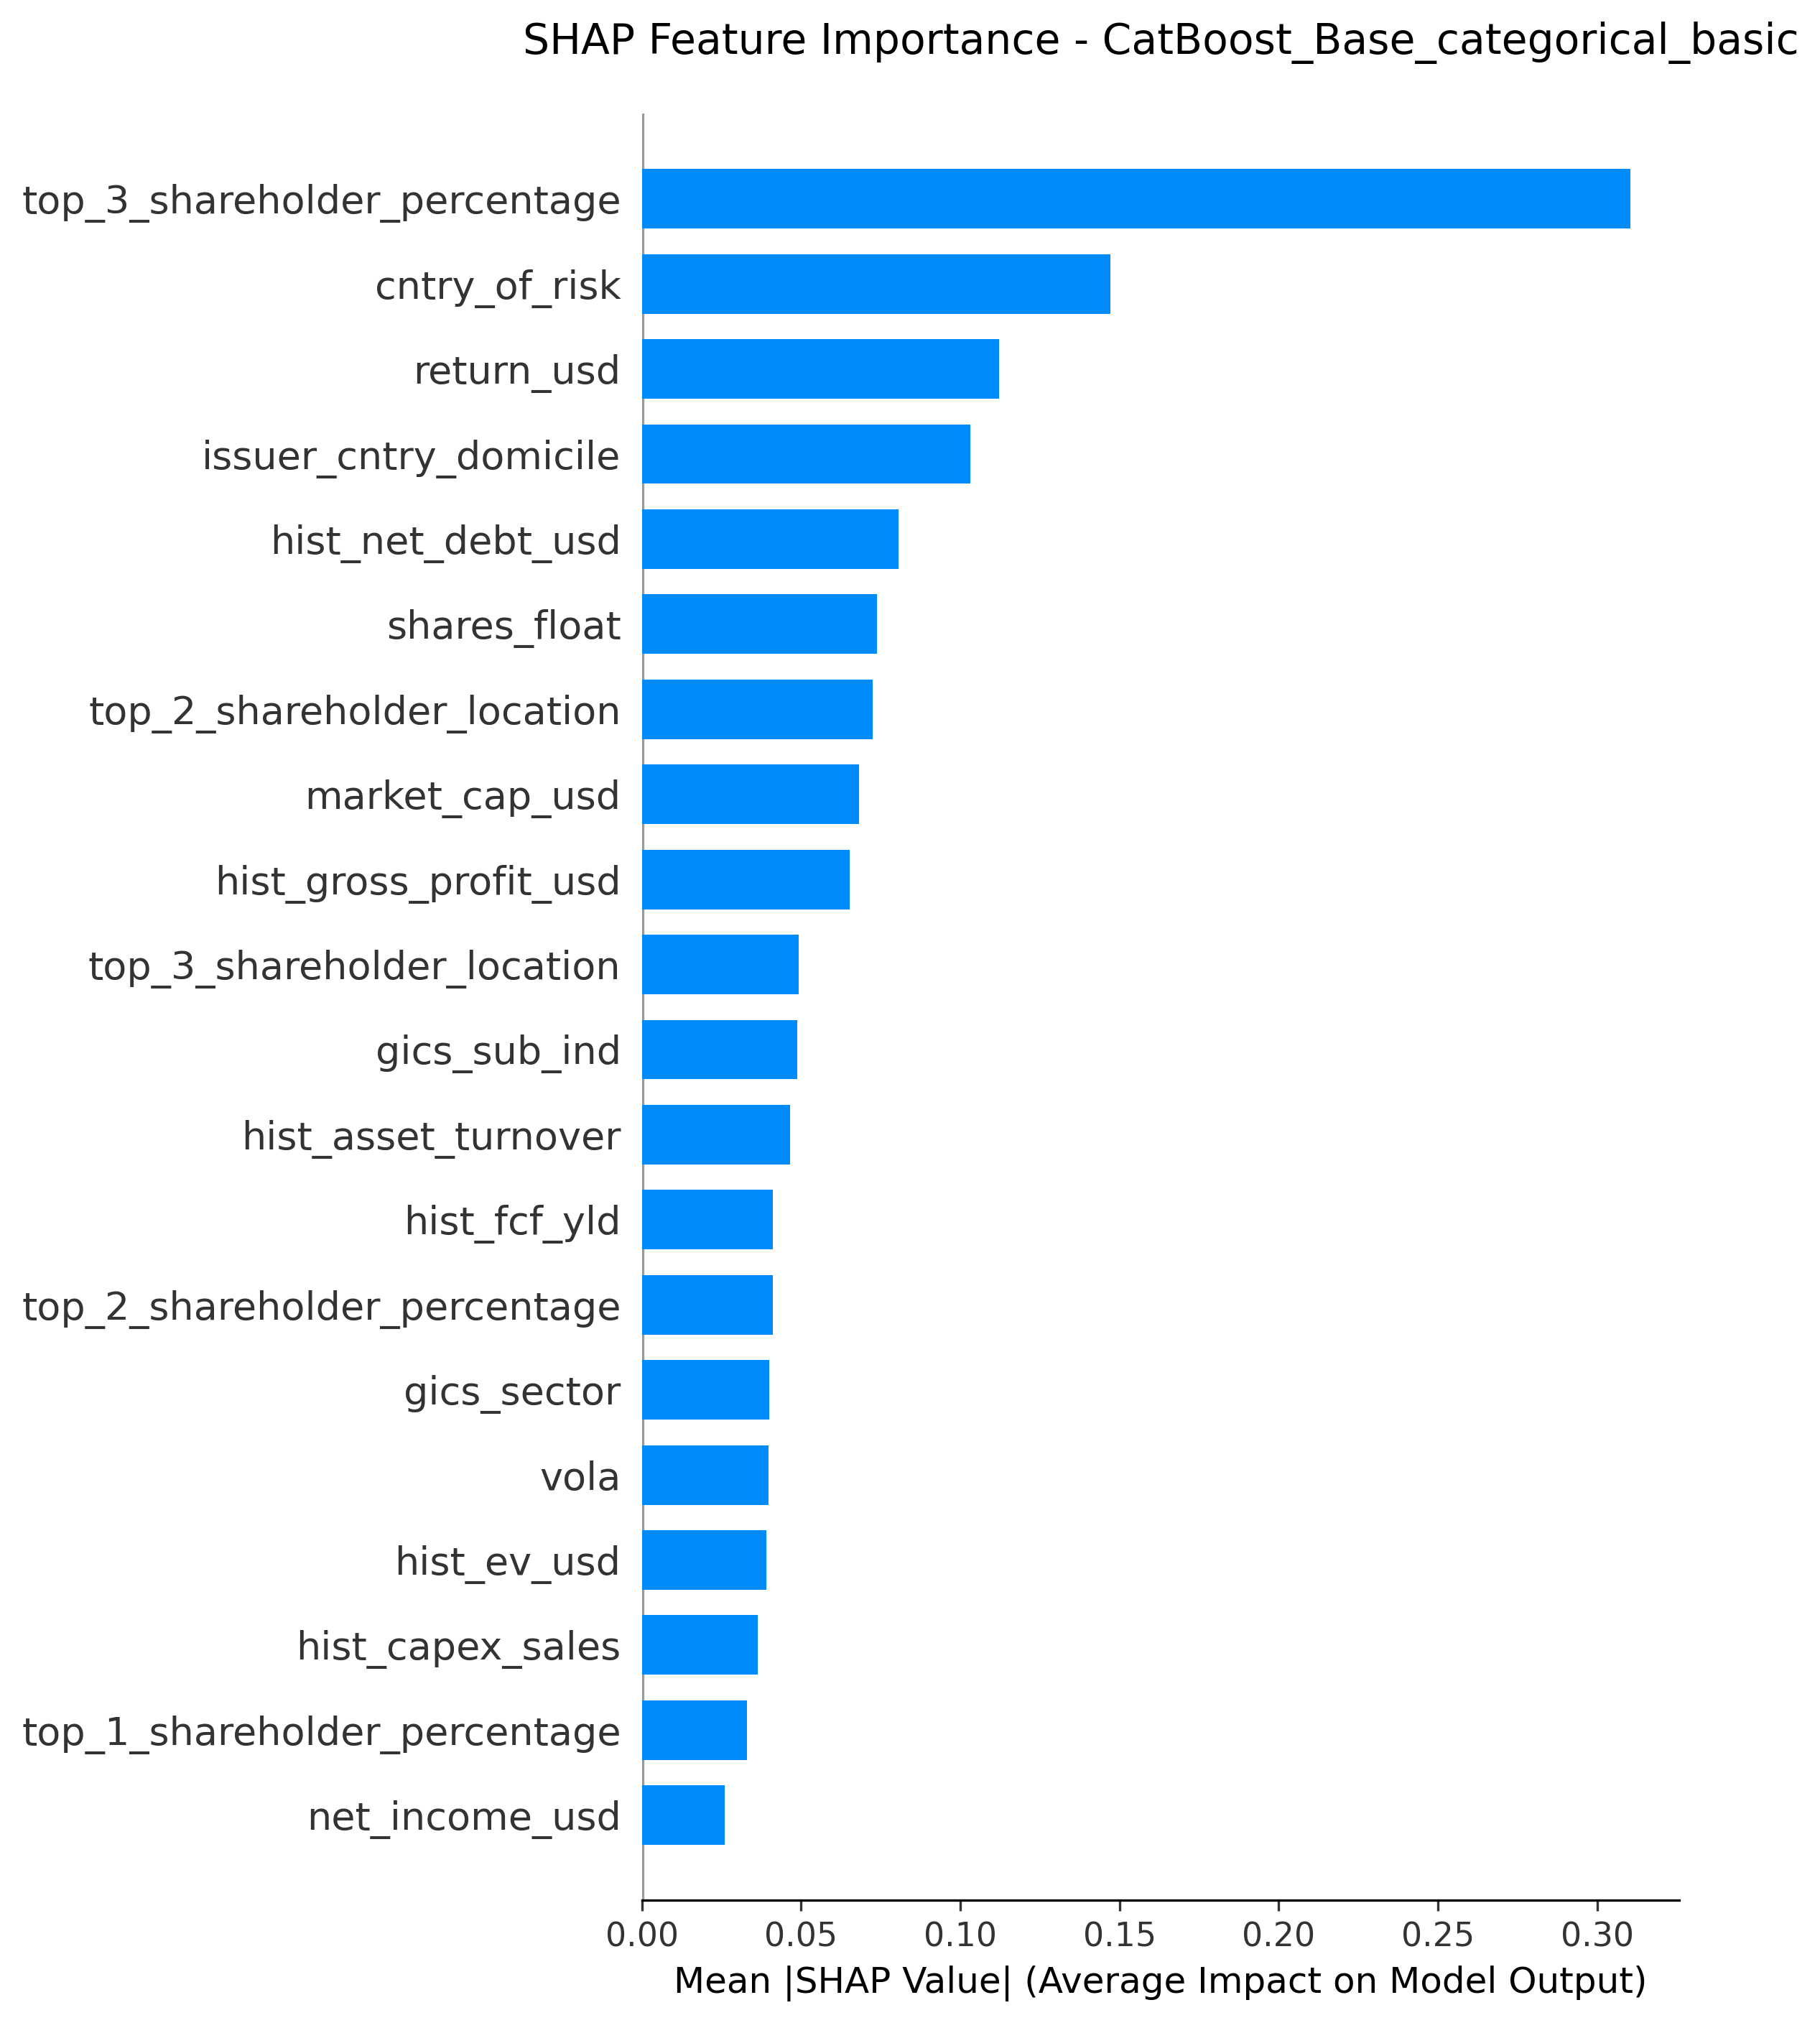 SHAP Feature Importance - CatBoost_Base_categorical_basic
top_3_shareholder_percentage
cntry_of_risk
return_usd
issuer_cntry_domicile
hist_net_debt_usd
shares_float
top_2_shareholder_location
market_cap_usd
hist_gross_profit_usd
top_3_shareholder_location
gics_sub_ind
hist_asset_turnover
hist_fcf_yld
top_2_shareholder_percentage
gics_sector
vola
hist_ev_usd
hist_capex_sales
top_1_shareholder_percentage
net_income_usd
0.00 0.05 0.10 0.15 0.20 0.25 0.30
Mean |SHAP Value| (Average Impact on Model Output)